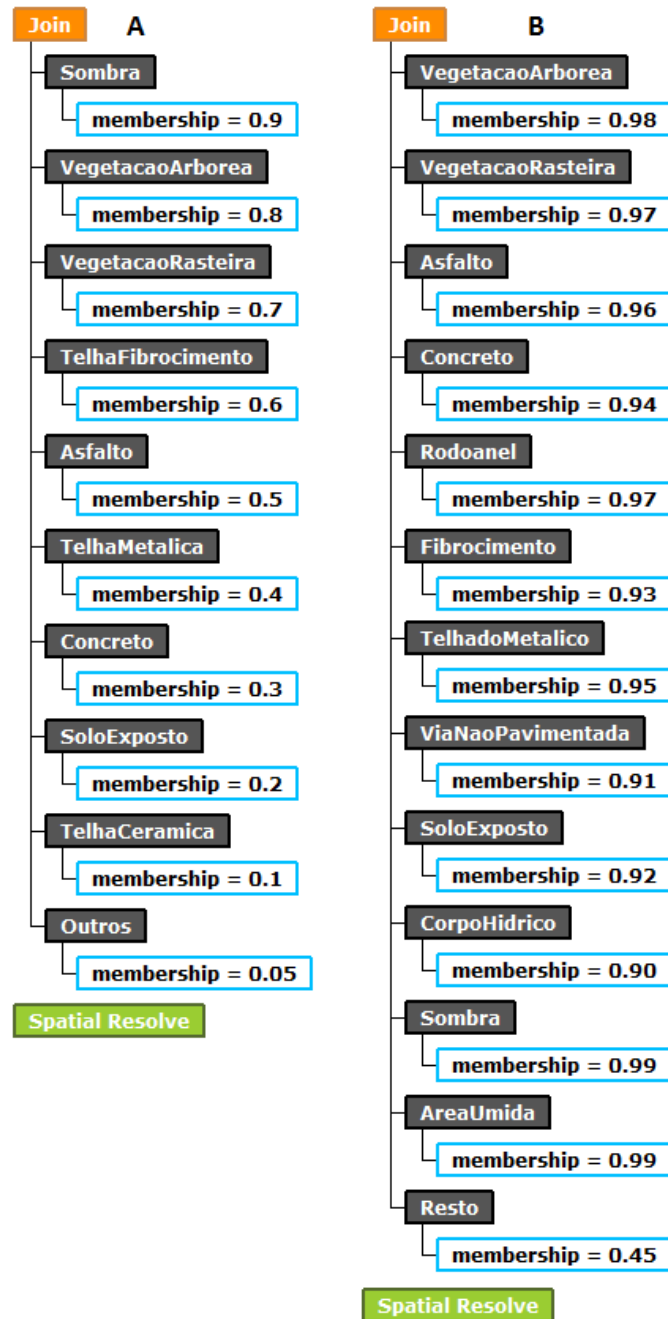 Join A
Sombra
membership = 0.9
VegetacaoArborea
membership = 0.8
VegetacaoRasteira
membership = 0.7
TelhaFibrocimento
membership = 0.6
Asfalto
membership = 0.5
TelhaMetalica
membership = 0.4
Concreto
membership = 0.3
SoloExposto
membership = 0.2
TelhaCeramica
membership = 0.1
Outros
membership = 0.05
Spatial Resolve
Join B
VegetacaoArborea
membership = 0.98
VegetacaoRasteira
membership = 0.97
Asfalto
membership = 0.96
Concreto
membership = 0.94
Rodoanel
membership = 0.97
Fibrocimento
membership = 0.93
TelhadoMetalico
membership = 0.95
ViaNaoPavimentada
membership = 0.91
SoloExposto
membership = 0.92
CorpoHidrico
membership = 0.90
Sombra
membership = 0.99
AreaUmida
membership = 0.99
Resto
membership = 0.45
Spatial Resolve